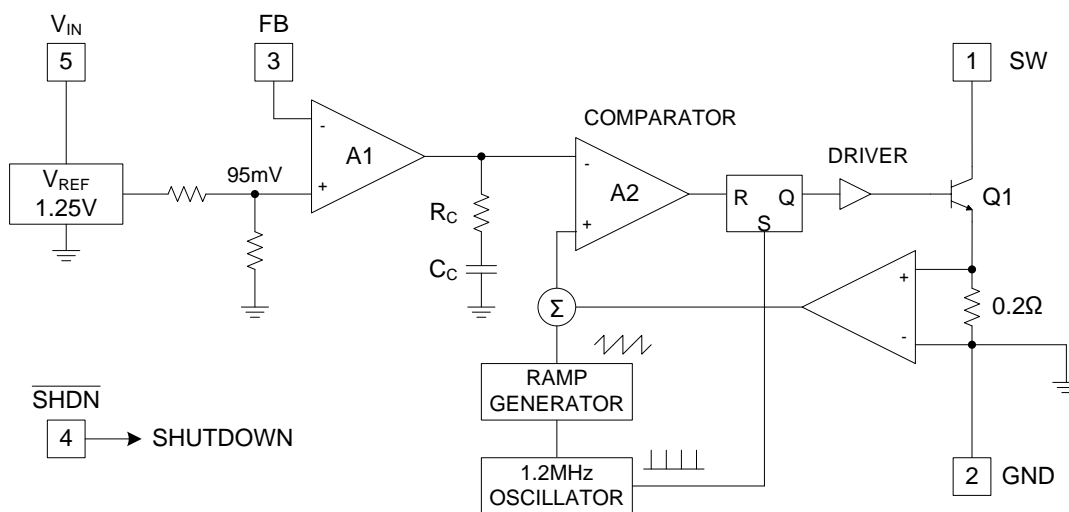 VIN
5
FB
3
1
SW
COMPARATOR
DRIVER
-
+
A1
95mV
VREF
1.25V
-
+
A2
R
Q
S
Q1
RC
CC
Σ
+
-
0.2Ω
RAMP
GENERATOR
SHDN
4
SHUTDOWN
1.2MHz
OSCILLATOR
2
GND